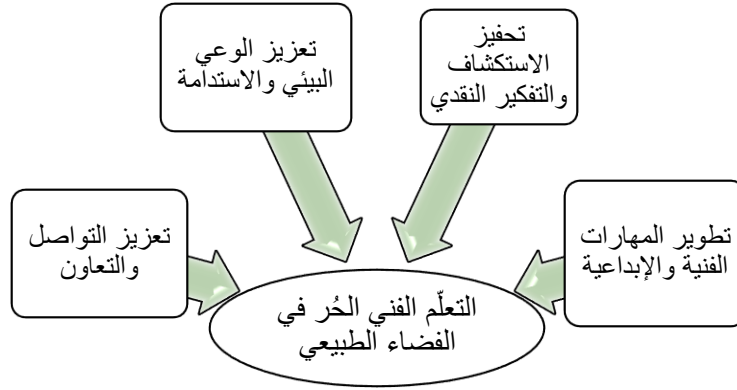 تحفيز
الاستكشاف
والتفكير النقدي
تعزيز الوعي
البيئي والاستدامة
تطوير المهارات
الفنية والإبداعية
تعزيز التواصل
والتعاون
التعلّم الفني الحُر في
الفضاء الطبيعي